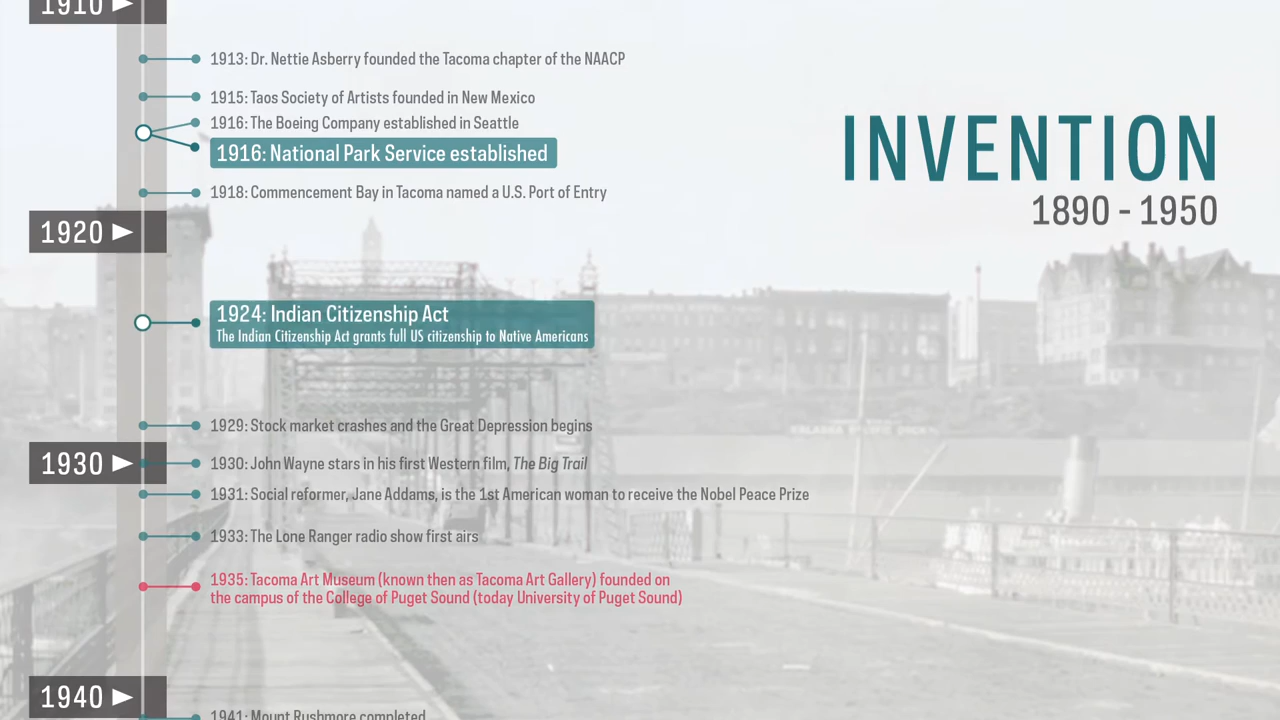 1910
1913: Dr. Nettie Asberry founded the Tacoma chapter of the NAACP
1915: Taos Society of Artists founded in New Mexico
1916: The Boeing Company established in Seattle
1916: National Park Service established
1918: Commencement Bay in Tacoma named a U.S. Port of Entry
INVENTION
1890 - 1950
1920
1924: Indian Citizenship Act
The Indian Citizenship Act grants full US citizenship to Native Americans
1929: Stock market crashes and the Great Depression begins
1930
1930: John Wayne stars in his first Western film, The Big Trail
1931: Social reformer, Jane Addams, is the 1st American woman to receive the Nobel Peace Prize
1933: The Lone Ranger radio show first airs
1935: Tacoma Art Museum (known then as Tacoma Art Gallery) founded on
the campus of the College of Puget Sound (today University of Puget Sound)
1940
1941: Mount Rushmore completed